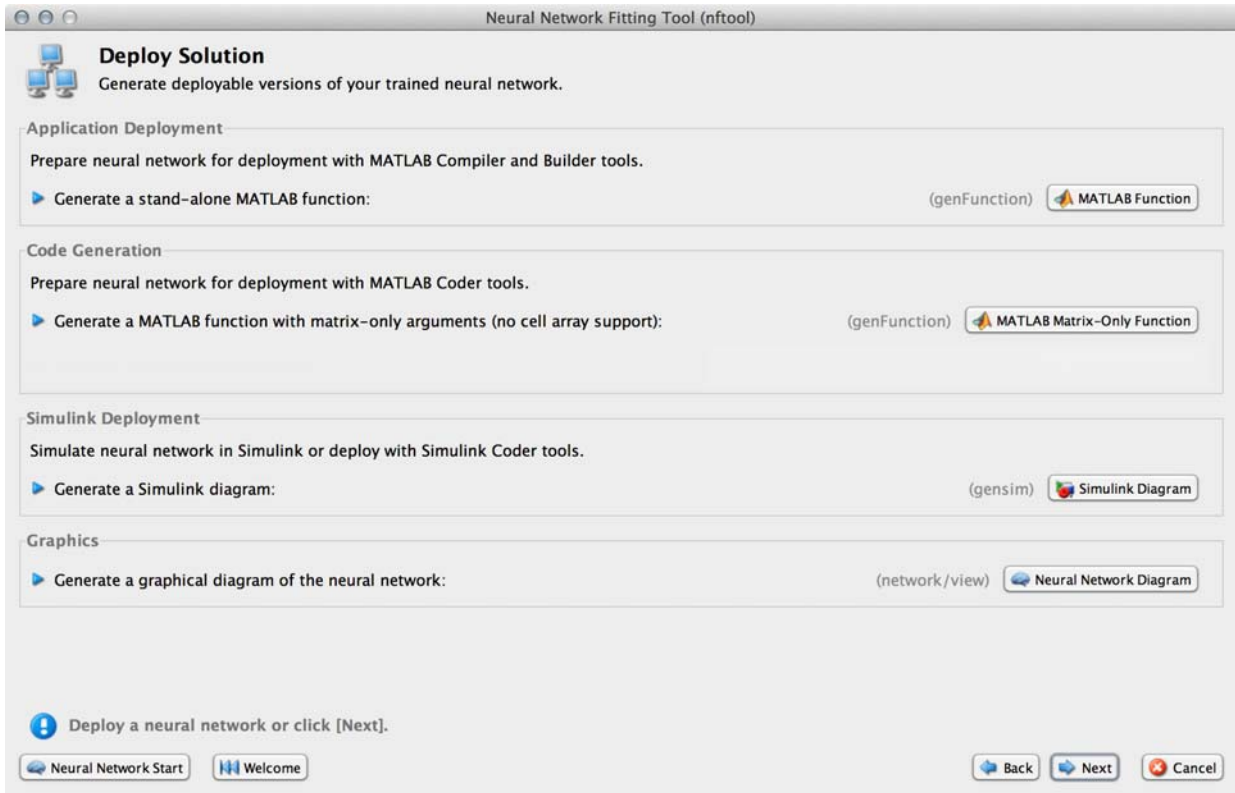 Neural Network Fitting Tool (nftool)
Deploy Solution
Generate deployable versions of your trained neural network.
Application Deployment
Prepare neural network for deployment with MATLAB Compiler and Builder tools.
Generate a stand-alone MATLAB function: (genFunction) MATLAB Function
Code Generation
Prepare neural network for deployment with MATLAB Coder tools.
Generate a MATLAB function with matrix-only arguments (no cell array support): (genFunction) MATLAB Matrix-Only Function
Simulink Deployment
Simulate neural network in Simulink or deploy with Simulink Coder tools.
Generate a Simulink diagram: (gensim) Simulink Diagram
Graphics
Generate a graphical diagram of the neural network: (network/view) Neural Network Diagram
Deploy a neural network or click [Next].
Neural Network Start Welcome Back Next Cancel